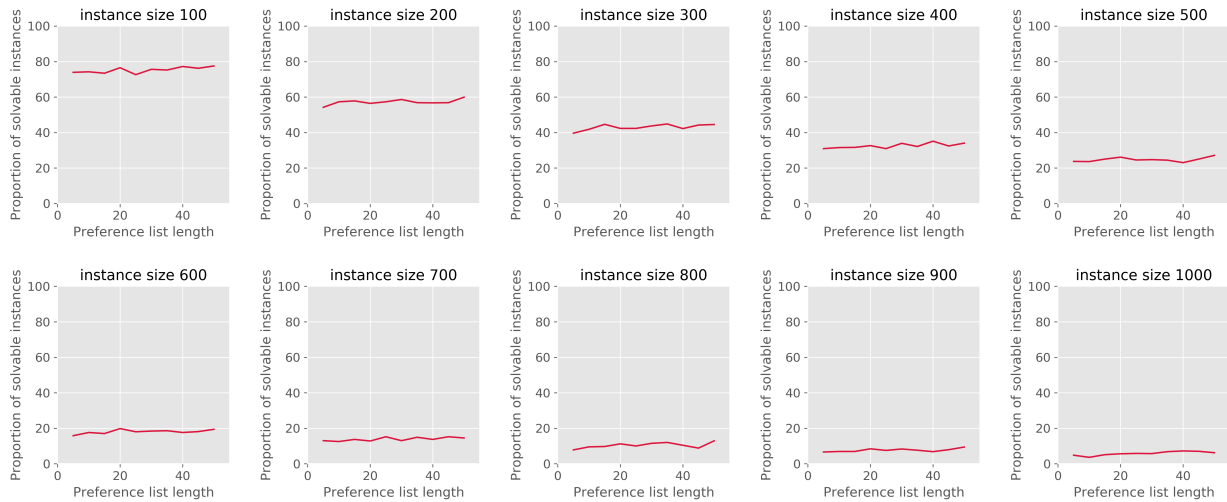 instance size 100
Proportion of solvable instances
100
80
60
40
20
0
0 20 40
Preference list length
instance size 200
Proportion of solvable instances
100
80
60
40
20
0
0 20 40
Preference list length
instance size 300
Proportion of solvable instances
100
80
60
40
20
0
0 20 40
Preference list length
instance size 400
Proportion of solvable instances
100
80
60
40
20
0
0 20 40
Preference list length
instance size 500
Proportion of solvable instances
100
80
60
40
20
0
0 20 40
Preference list length
instance size 600
Proportion of solvable instances
100
80
60
40
20
0
0 20 40
Preference list length
instance size 700
Proportion of solvable instances
100
80
60
40
20
0
0 20 40
Preference list length
instance size 800
Proportion of solvable instances
100
80
60
40
20
0
0 20 40
Preference list length
instance size 900
Proportion of solvable instances
100
80
60
40
20
0
0 20 40
Preference list length
instance size 1000
Proportion of solvable instances
100
80
60
40
20
0
0 20 40
Preference list length